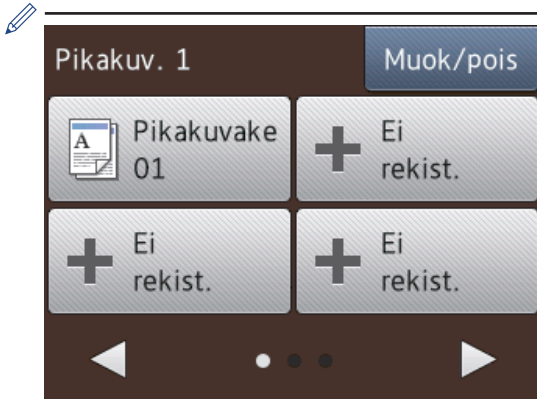 Pikakuv. 1
Muok/pois
A
Pikakuvake
01
Ei
rekist.
Ei
rekist.
Ei
rekist.